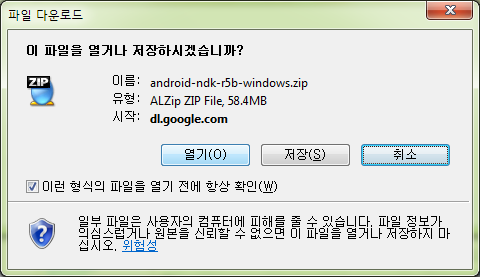 파일 다운로드
이 파일을 열거나 저장하시겠습니까?
ZIP
이름: android-ndk-r5b-windows.zip
유형: ALZip ZIP File, 58.4MB
시작: dl.google.com
열기(O) 저장(S) 취소
이런 형식의 파일을 열기 전에 항상 확인(W)
일부 파일은 사용자의 컴퓨터에 피해를 줄 수 있습니다. 파일 정보가
의심스럽거나 원본을 신뢰할 수 없으면 이 파일을 열거나 저장하지 마
십시오. 위험성